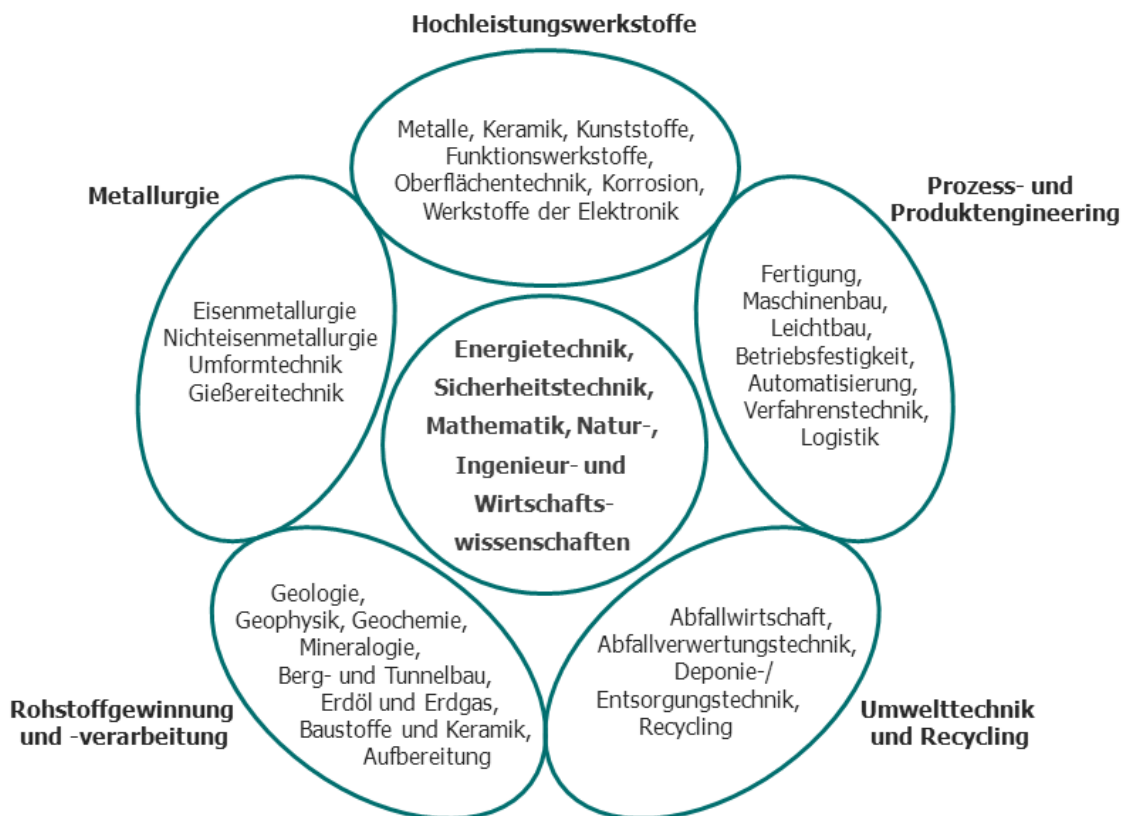 Hochleistungswerkstoffe
Metalle, Keramik, Kunststoffe,
Funktionswerkstoffe,
Oberflächentechnik, Korrosion,
Werkstoffe der Elektronik
Metallurgie
Eisenmetallurgie
Nichteisenmetallurgie
Umformtechnik
Gießereitechnik
Prozess- und
Produktengineering
Fertigung,
Maschinenbau,
Leichtbau,
Betriebsfestigkeit,
Automatisierung,
Verfahrenstechnik,
Logistik
Energietechnik,
Sicherheitstechnik,
Mathematik, Natur-,
Ingenieur- und
Wirtschafts-
wissenschaften
Rohstoffgewinnung
und -verarbeitung
Geologie,
Geophysik, Geochemie,
Mineralogie,
Berg- und Tunnelbau,
Erdöl und Erdgas,
Baustoffe und Keramik,
Aufbereitung
Abfallwirtschaft,
Abfallverwertungstechnik,
Deponie-/
Entsorgungstechnik,
Recycling
Umwelttechnik
und Recycling